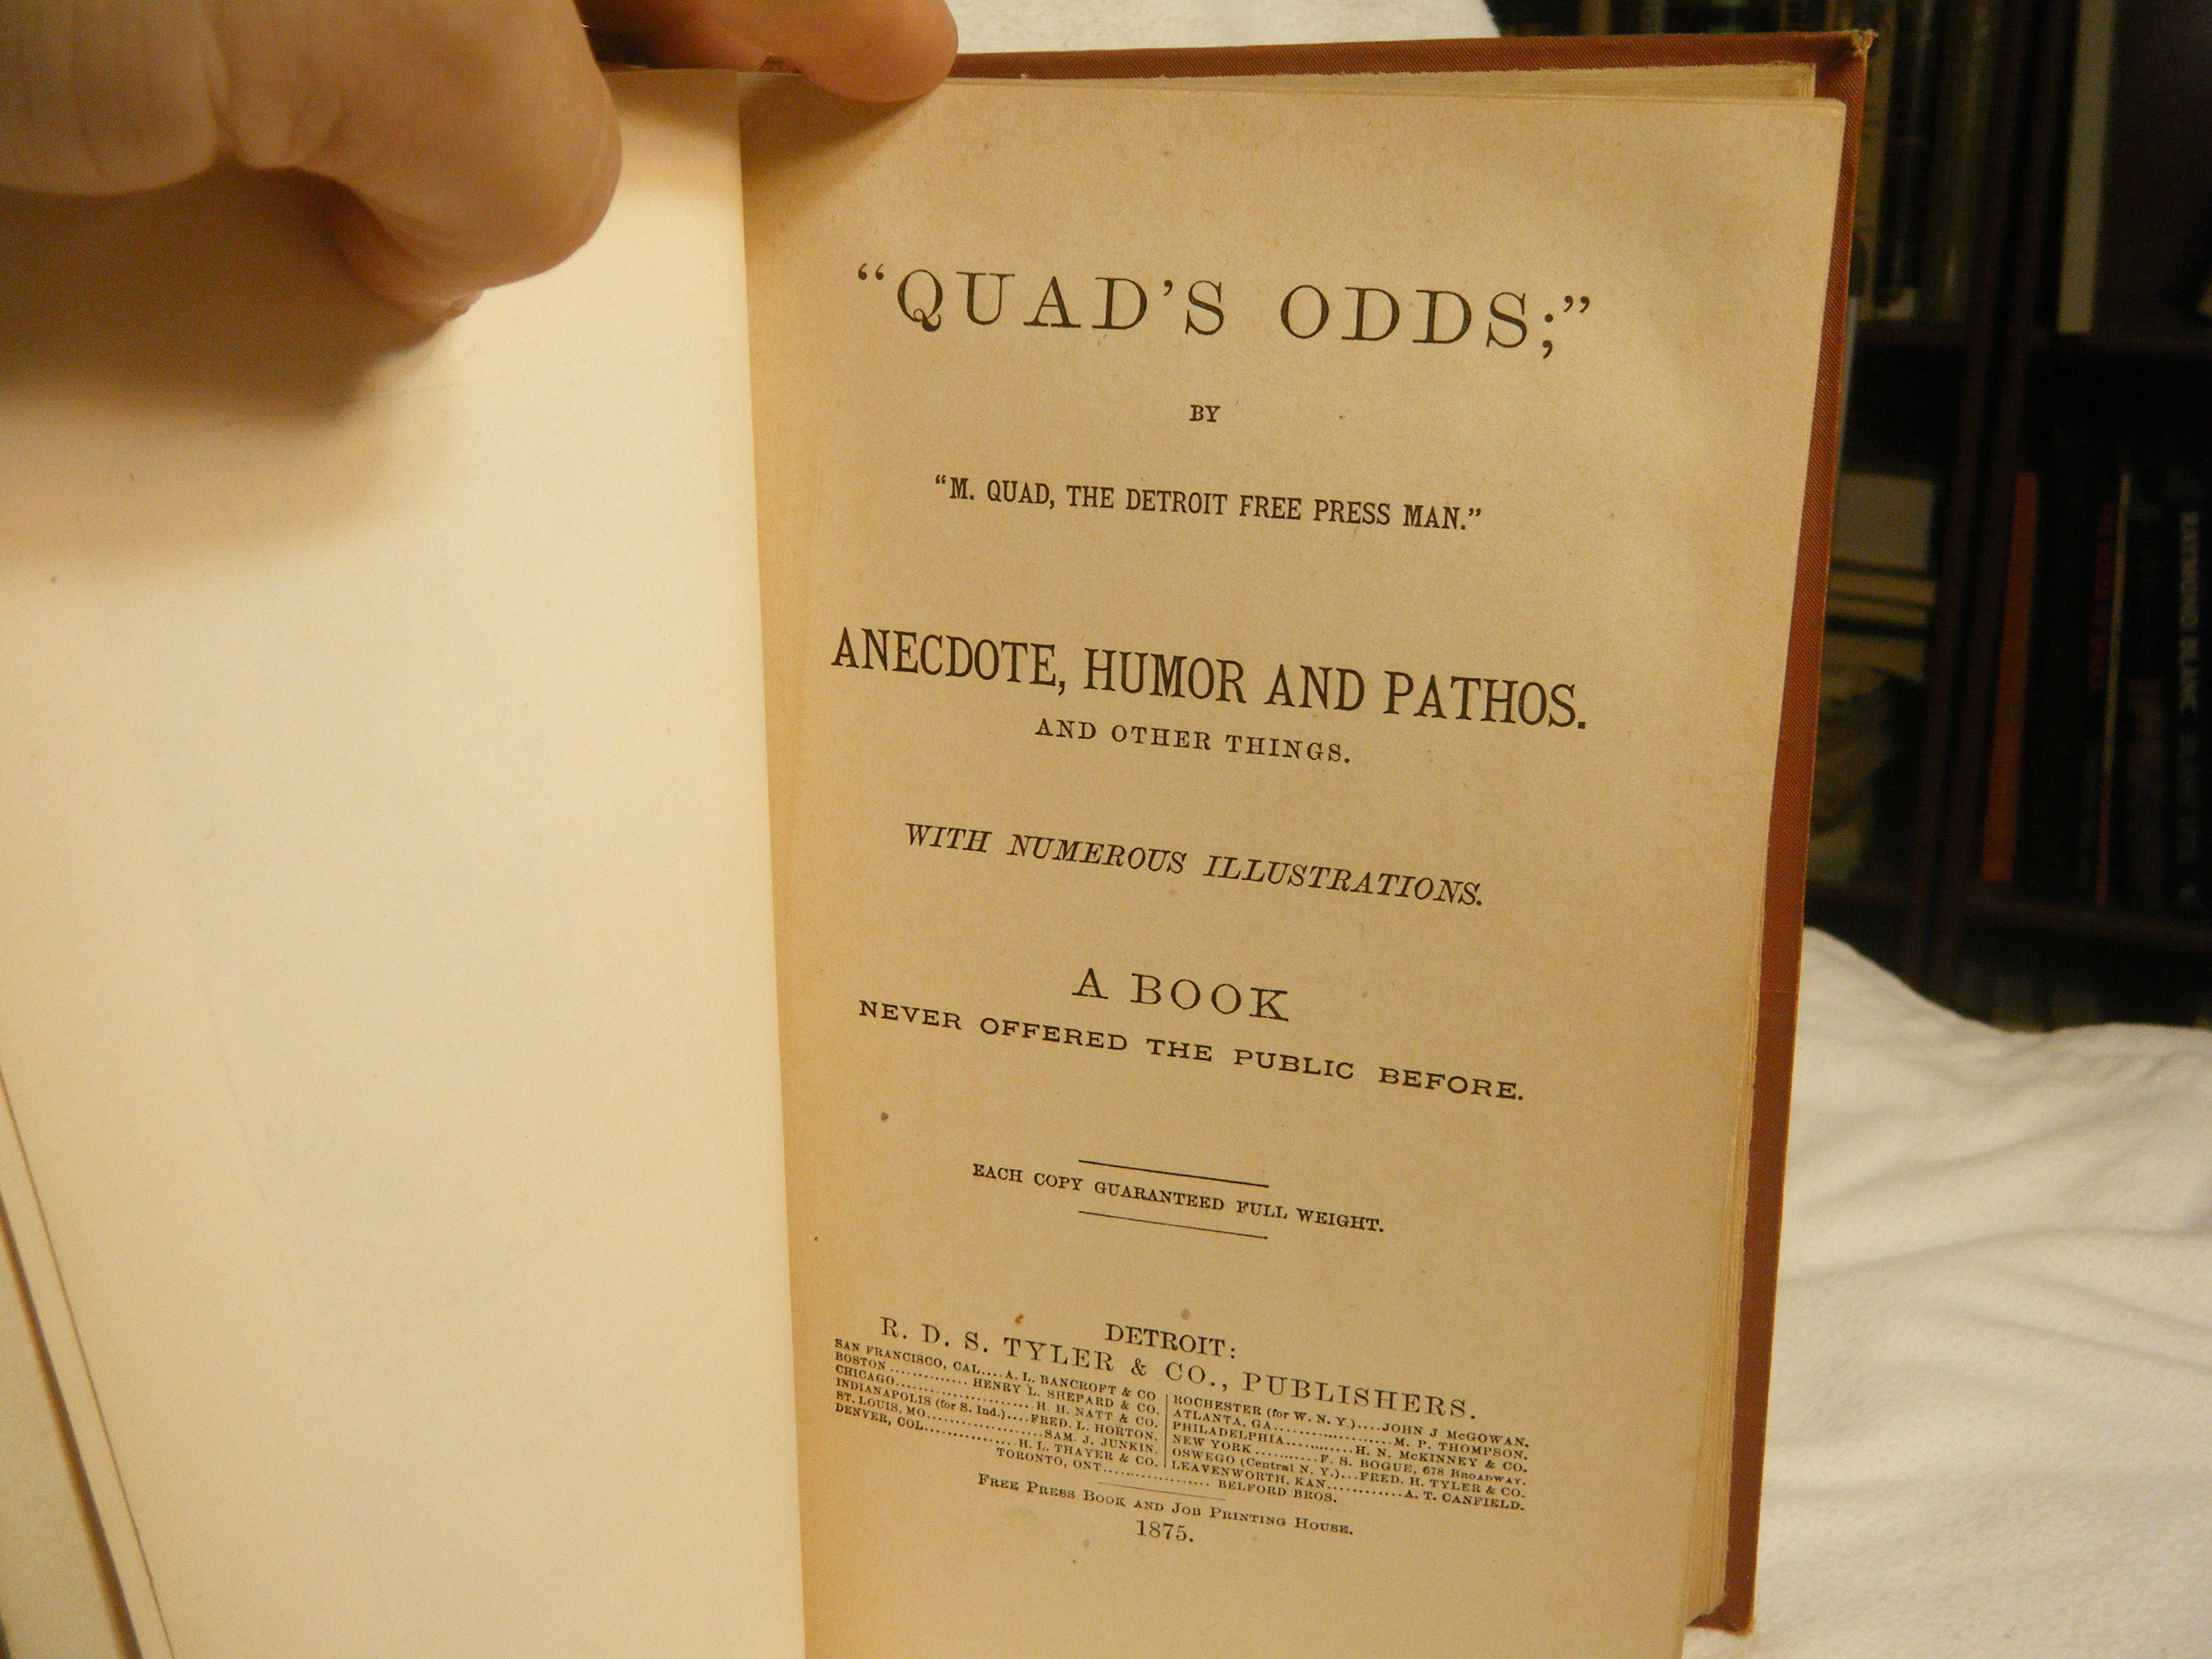 “QUAD’S ODDS;”
BY
“M. QUAD, THE DETROIT FREE PRESS MAN.”
ANECDOTE, HUMOR AND PATHOS.
AND OTHER THINGS.
WITH NUMEROUS ILLUSTRATIONS.
A BOOK
NEVER OFFERED THE PUBLIC BEFORE.
EACH COPY GUARANTEED FULL WEIGHT.
DETROIT:
R. D. S. TYLER & CO., PUBLISHERS.
SAN FRANCISCO, CAL....A. L. BANCROFT & CO
BOSTON ............ HENRY L. SHEPARD & CO.
CHICAGO.....................H. H. NATT & CO.
INDIANAPOLIS (for S. Ind.)....FRED. L. HORTON.
ST. LOUIS, MO..................SAM. J. JUNKIN.
DENVER, COL..............H. L. THAYER & CO.
ROCHESTER (for W. N. Y.)....JOHN J McGOWAN.
ATLANTA, GA..................M. P. THOMPSON.
PHILADELPHIA..........H. N. McKINNEY & CO.
NEW YORK .........F. S. BOGUE, 678 BROADWAY.
OSWEGO (Central N. Y.)...FRED. H. TYLER & CO.
LEAVENWORTH, KAN............A. T. CANFIELD.
TORONTO, ONT................. BELFORD BROS.
FREE PRESS BOOK AND JOB PRINTING HOUSE.
1875.